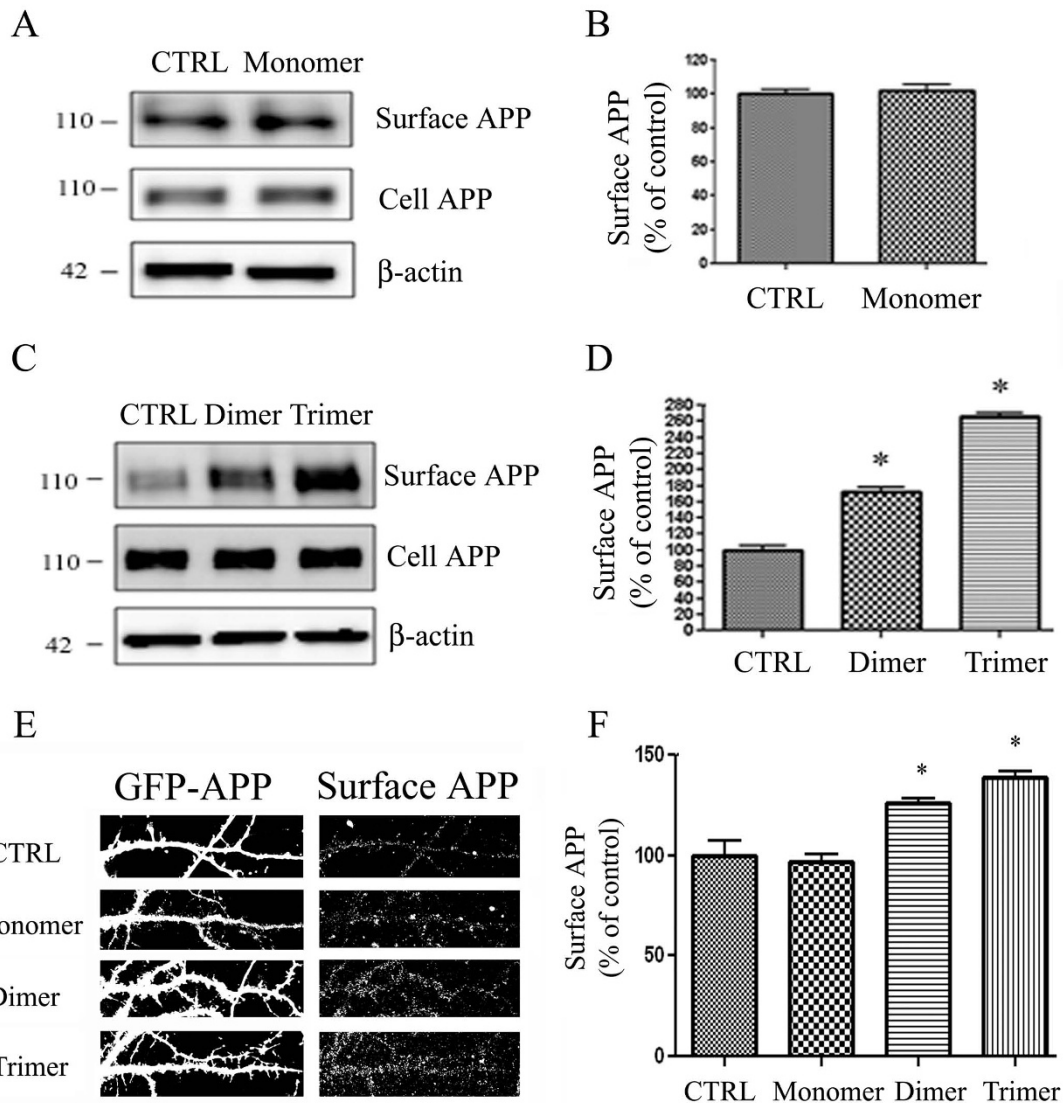 A
CTRL Monomer
110
Surface APP
110
Cell APP
42
β-actin
B
Surface APP
(% of control)
120
100
80
60
40
20
0
CTRL Monomer
C
CTRL Dimer Trimer
110
Surface APP
110
Cell APP
42
β-actin
D
Surface APP
(% of control)
280
260
240
220
200
180
160
140
120
100
80
60
40
20
0
*
*
CTRL Dimer Trimer
E
GFP-APP Surface APP
CTRL
onomer
Dimer
Trimer
F
Surface APP
(% of control)
150
100
50
0
*
*
CTRL Monomer Dimer Trimer